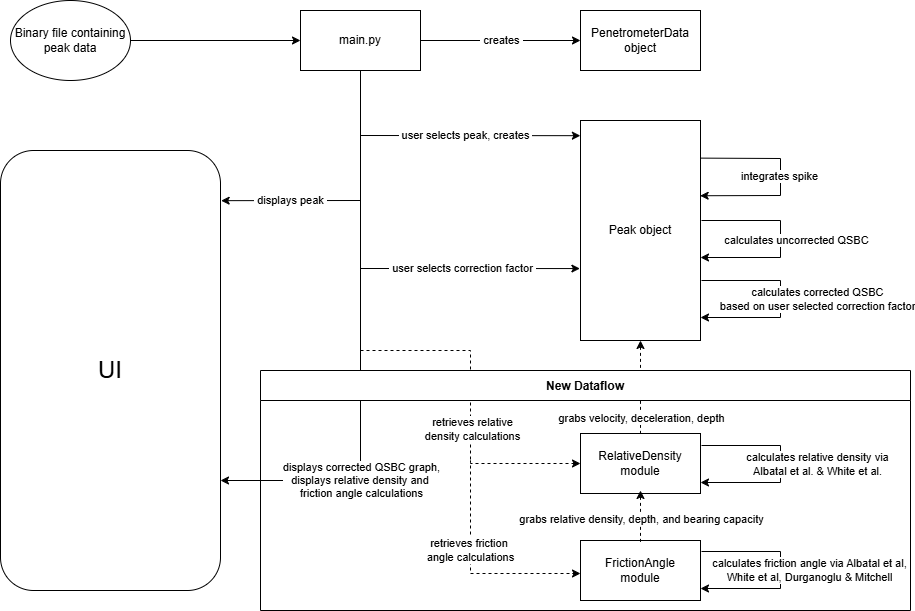 Binary file containing
peak data
main.py
creates
PenetrometerData
object
user selects peak, creates
integrates spike
displays peak
Peak object
calculates uncorrected QSBC
user selects correction factor
calculates corrected QSBC
based on user selected correction factor
UI
New Dataflow
retrieves relative
density calculations
grabs velocity, deceleration, depth
RelativeDensity
module
calculates relative density via
Albatal et al. & White et al.
displays corrected QSBC graph,
displays relative density and
friction angle calculations
grabs relative density, depth, and bearing capacity
retrieves friction
angle calculations
FrictionAngle
module
calculates friction angle via Albatal et al,
White et al, Durganoglu & Mitchell